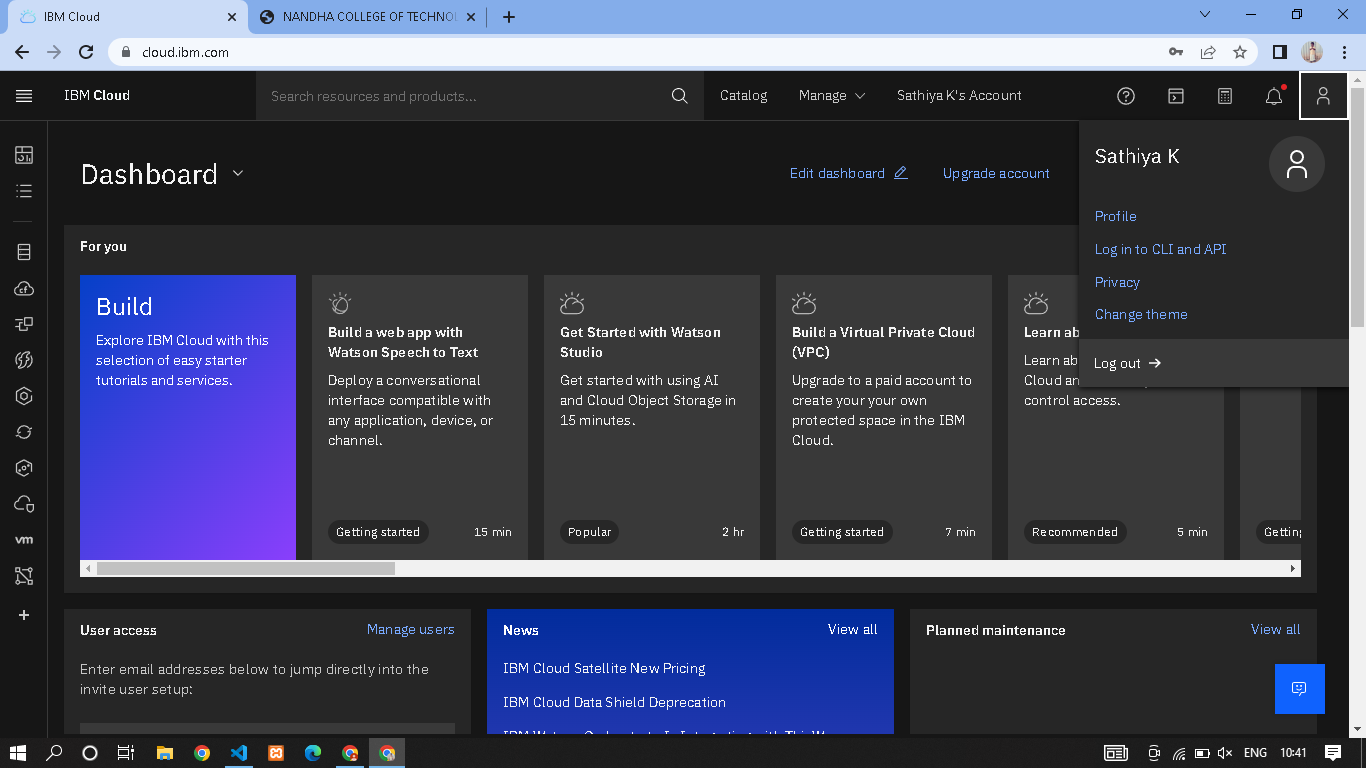 IBM Cloud
NANDHA COLLEGE OF TECHNOL
cloud.ibm.com
IBM Cloud
Search resources and products...
Catalog
Manage
Sathiya K's Account
Sathiya K
Profile
Log in to CLI and API
Privacy
Change theme
Log out
Dashboard
Edit dashboard
Upgrade account
For you
Build
Explore IBM Cloud with this
selection of easy starter
tutorials and services.
Build a web app with
Watson Speech to Text
Deploy a conversational
interface compatible with
any application, device, or
channel.
Getting started
15 min
Get Started with Watson
Studio
Get started with using AI
and Cloud Object Storage in
15 minutes.
Popular
2 hr
Build a Virtual Private Cloud
(VPC)
Upgrade to a paid account to
create your your own
protected space in the IBM
Cloud.
Getting started
7 min
Learn ab
Learn ab
Cloud an
control access.
Recommended
5 min
Getting
cf
vm
User access
Manage users
Enter email addresses below to jump directly into the
invite user setup:
News
View all
IBM Cloud Satellite New Pricing
IBM Cloud Data Shield Deprecation
Planned maintenance
View all
ENG
10:41